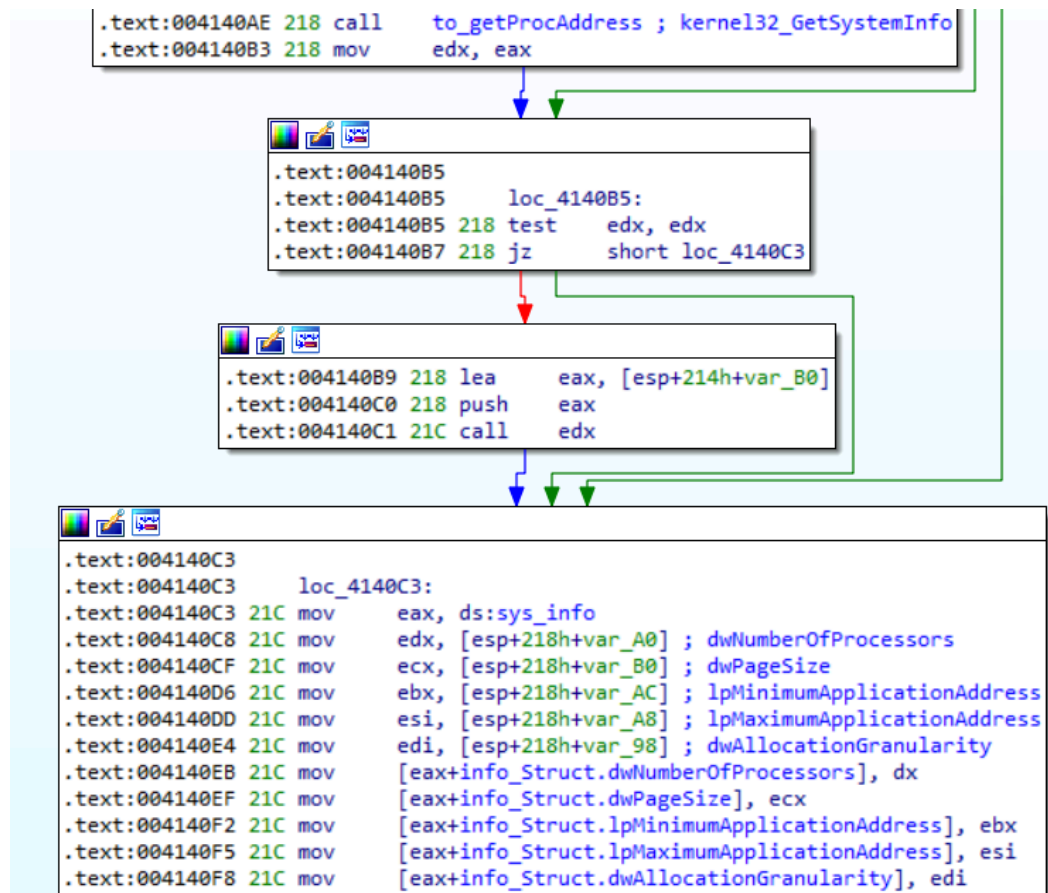 .text:004140AE 218 call to_getProcAddress ; kernel32_GetSystemInfo
.text:004140B3 218 mov edx, eax
.text:004140B5
.text:004140B5 loc_4140B5:
.text:004140B5 218 test edx, edx
.text:004140B7 218 jz short loc_4140C3
.text:004140B9 218 lea eax, [esp+214h+var_B0]
.text:004140C0 218 push eax
.text:004140C1 21C call edx
.text:004140C3
.text:004140C3 loc_4140C3:
.text:004140C3 21C mov eax, ds:sys_info
.text:004140C8 21C mov edx, [esp+218h+var_A0] ; dwNumberOfProcessors
.text:004140CF 21C mov ecx, [esp+218h+var_B0] ; dwPageSize
.text:004140D6 21C mov ebx, [esp+218h+var_AC] ; lpMinimumApplicationAddress
.text:004140DD 21C mov esi, [esp+218h+var_A8] ; lpMaximumApplicationAddress
.text:004140E4 21C mov edi, [esp+218h+var_98] ; dwAllocationGranularity
.text:004140EB 21C mov [eax+info_Struct.dwNumberOfProcessors], dx
.text:004140EF 21C mov [eax+info_Struct.dwPageSize], ecx
.text:004140F2 21C mov [eax+info_Struct.lpMinimumApplicationAddress], ebx
.text:004140F5 21C mov [eax+info_Struct.lpMaximumApplicationAddress], esi
.text:004140F8 21C mov [eax+info_Struct.dwAllocationGranularity], edi